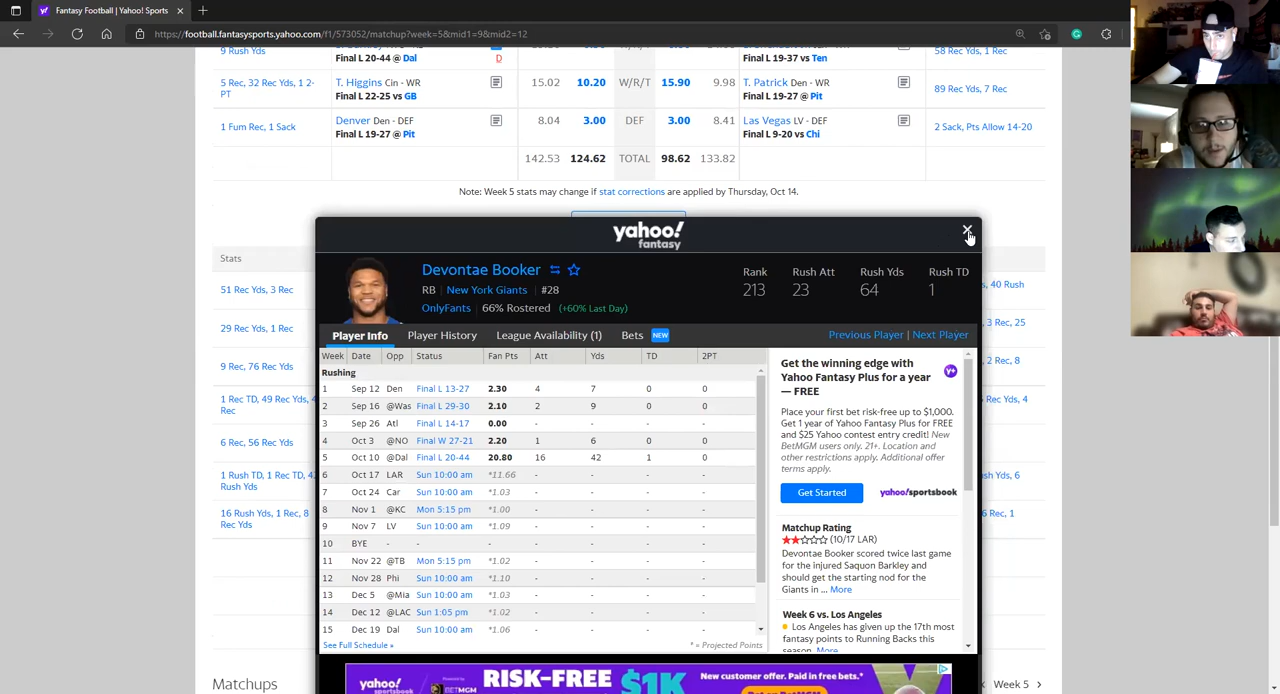 Fantasy Football | Yahoo! Sports
https://football.fantasysports.yahoo.com/f1/573052/matchup?week=5&mid1=9&mid2=12
9 Rush Yds
Final L 20-44 @ Dal
D
W/R/T
Final L 19-37 vs Ten
58 Rec Yds, 1 Rec
5 Rec, 32 Rec Yds, 1 2-PT
T. Higgins Cin - WR
Final L 22-25 vs GB
15.02 10.20 W/R/T 15.90 9.98
T. Patrick Den - WR
Final L 19-27 @ Pit
89 Rec Yds, 7 Rec
1 Fum Rec, 1 Sack
Denver Den - DEF
Final L 19-27 @ Pit
8.04 3.00 DEF 3.00 8.41
Las Vegas LV - DEF
Final L 9-20 vs Chi
2 Sack, Pts Allow 14-20
142.53 124.62 TOTAL 98.62 133.82
Note: Week 5 stats may change if stat corrections are applied by Thursday, Oct 14.
yahoo!
fantasy
Stats
51 Rec Yds, 3 Rec
29 Rec Yds, 1 Rec
9 Rec, 76 Rec Yds
1 Rec TD, 49 Rec Yds, 4
Rec
6 Rec, 56 Rec Yds
1 Rush TD, 1 Rec TD, 4
Rush Yds
16 Rush Yds, 1 Rec, 8
Rec Yds
Devontae Booker
RB | New York Giants | #28
OnlyFants | 66% Rostered (+60% Last Day)
Rank Rush Att Rush Yds Rush TD
213 23 64 1
Player Info Player History League Availability (1) Bets NEW
Previous Player | Next Player
Week Date Opp Status Fan Pts Att Yds TD 2PT
Rushing
1 Sep 12 Den Final L 13-27 2.30 4 7 0 0
2 Sep 16 @Was Final L 29-30 2.10 2 9 0 0
3 Sep 26 Atl Final L 14-17 0.00 - - - -
4 Oct 3 @NO Final W 27-21 2.20 1 6 0 0
5 Oct 10 @Dal Final L 20-44 20.80 16 42 1 0
6 Oct 17 LAR Sun 10:00 am *11.66 - - - -
7 Oct 24 Car Sun 10:00 am *1.03 - - - -
8 Nov 1 @KC Mon 5:15 pm *1.00 - - - -
9 Nov 7 LV Sun 10:00 am *1.09 - - - -
10 BYE - - - - - - -
11 Nov 22 @TB Mon 5:15 pm *1.02 - - - -
12 Nov 28 Phi Sun 10:00 am *1.10 - - - -
13 Dec 5 @Mia Sun 10:00 am *1.03 - - - -
14 Dec 12 @LAC Sun 1:05 pm *1.02 - - - -
15 Dec 19 Dal Sun 10:00 am *1.06 - - - -
See Full Schedule »
* = Projected Points
Get the winning edge with
Yahoo Fantasy Plus for a year
— FREE
Place your first bet risk-free up to $1,000.
Get 1 year of Yahoo Fantasy Plus for FREE
and $25 Yahoo contest entry credit! New
BetMGM users only. 21+. Location and
other restrictions apply. Additional offer
terms apply.
Get Started yahoo!sportsbook
Matchup Rating
(10/17 LAR)
Devontae Booker scored twice last game
for the injured Saquon Barkley and
should get the starting nod for the
Giants in ... More
Week 6 vs. Los Angeles
Los Angeles has given up the 17th most
fantasy points to Running Backs this
season. More
, 40 Rush
3 Rec, 25
2 Rec, 8
Rec Yds, 4
sh Yds, 6
6 Rec, 1
yahoo!
sportsbook
Powered by BETMGM
RISK-FREE $1K
New customer offer. Paid in free bets.*
Matchups
Week 5